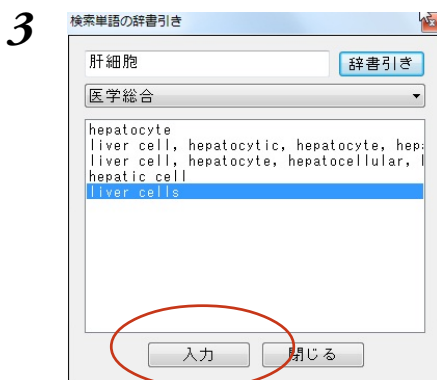 3
検索単語の辞書引き
肝細胞
辞書引き
医学総合
hepatocyte
liver cell, hepatocytic, hepatocyte,
liver cell, hepatocyte, hepatocellular,
hepatic cell
liver cells
入力
閉じる